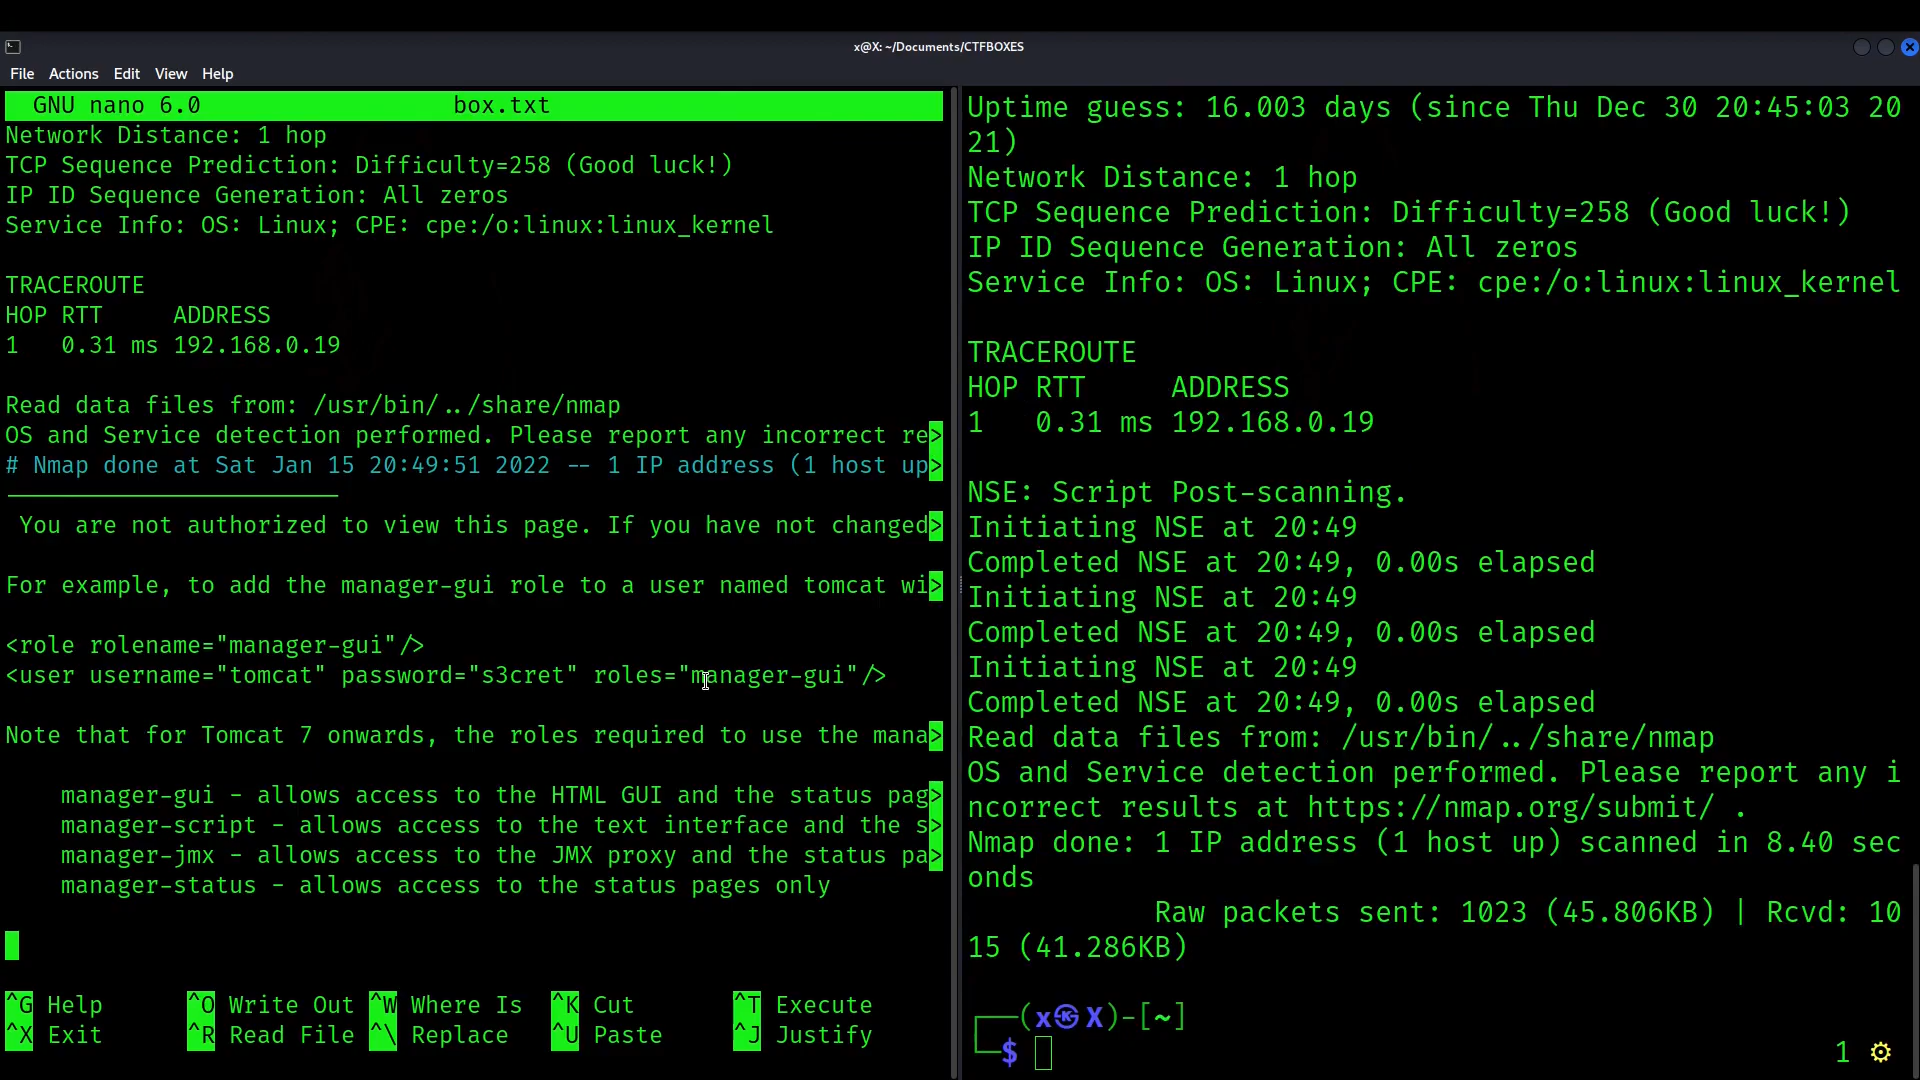 x@X: ~/Documents/CTFBOXES
File Actions Edit View Help
GNU nano 6.0 box.txt
Network Distance: 1 hop
TCP Sequence Prediction: Difficulty=258 (Good luck!)
IP ID Sequence Generation: All zeros
Service Info: OS: Linux; CPE: cpe:/o:linux:linux_kernel
TRACEROUTE
HOP RTT     ADDRESS
1   0.31 ms 192.168.0.19
Read data files from: /usr/bin/../share/nmap
OS and Service detection performed. Please report any incorrect re>
# Nmap done at Sat Jan 15 20:49:51 2022 -- 1 IP address (1 host up>
________________________
You are not authorized to view this page. If you have not changed>
For example, to add the manager-gui role to a user named tomcat wi>
<role rolename="manager-gui"/>
<user username="tomcat" password="s3cret" roles="manager-gui"/>
Note that for Tomcat 7 onwards, the roles required to use the mana>
manager-gui - allows access to the HTML GUI and the status pag>
manager-script - allows access to the text interface and the s>
manager-jmx - allows access to the JMX proxy and the status pa>
manager-status - allows access to the status pages only
^G Help ^O Write Out ^W Where Is ^K Cut ^T Execute
^X Exit ^R Read File ^\ Replace ^U Paste ^J Justify
Uptime guess: 16.003 days (since Thu Dec 30 20:45:03 20
21)
Network Distance: 1 hop
TCP Sequence Prediction: Difficulty=258 (Good luck!)
IP ID Sequence Generation: All zeros
Service Info: OS: Linux; CPE: cpe:/o:linux:linux_kernel
TRACEROUTE
HOP RTT     ADDRESS
1   0.31 ms 192.168.0.19
NSE: Script Post-scanning.
Initiating NSE at 20:49
Completed NSE at 20:49, 0.00s elapsed
Initiating NSE at 20:49
Completed NSE at 20:49, 0.00s elapsed
Initiating NSE at 20:49
Completed NSE at 20:49, 0.00s elapsed
Read data files from: /usr/bin/../share/nmap
OS and Service detection performed. Please report any i
ncorrect results at https://nmap.org/submit/ .
Nmap done: 1 IP address (1 host up) scanned in 8.40 sec
onds
Raw packets sent: 1023 (45.806KB) | Rcvd: 10
15 (41.286KB)
┌──(x㉿X)-[~]
└─$
1 ⚙